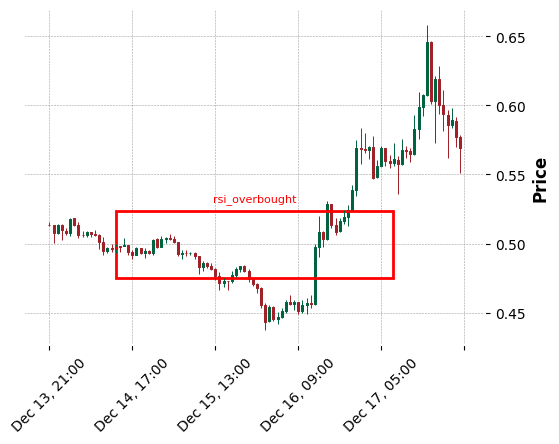 0.65
0.60
0.55
0.50
0.45
Price
rsi_overbought
Dec 13, 21:00
Dec 14, 17:00
Dec 15, 13:00
Dec 16, 09:00
Dec 17, 05:00